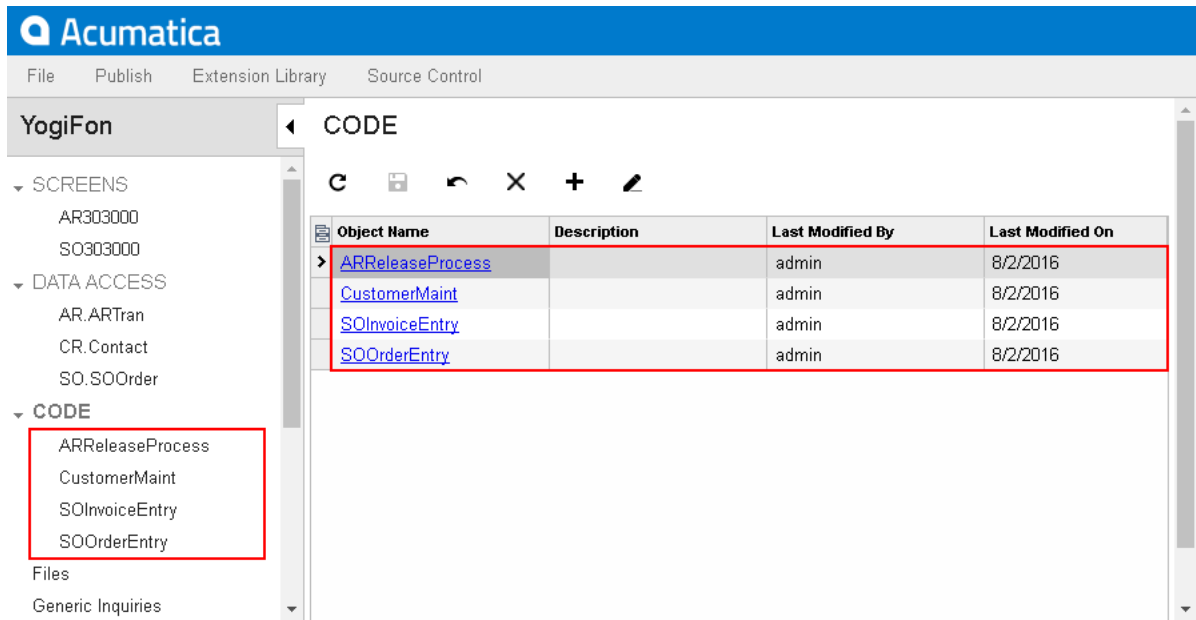 Acumatica
File Publish Extension Library Source Control
YogiFon
SCREENS
AR303000
SO303000
DATA ACCESS
AR.ARTran
CR.Contact
SO.SOOrder
CODE
ARReleaseProcess
CustomerMaint
SOInvoiceEntry
SOOrderEntry
Files
Generic Inquiries
CODE
Object Name Description Last Modified By Last Modified On
ARReleaseProcess admin 8/2/2016
CustomerMaint admin 8/2/2016
SOInvoiceEntry admin 8/2/2016
SOOrderEntry admin 8/2/2016